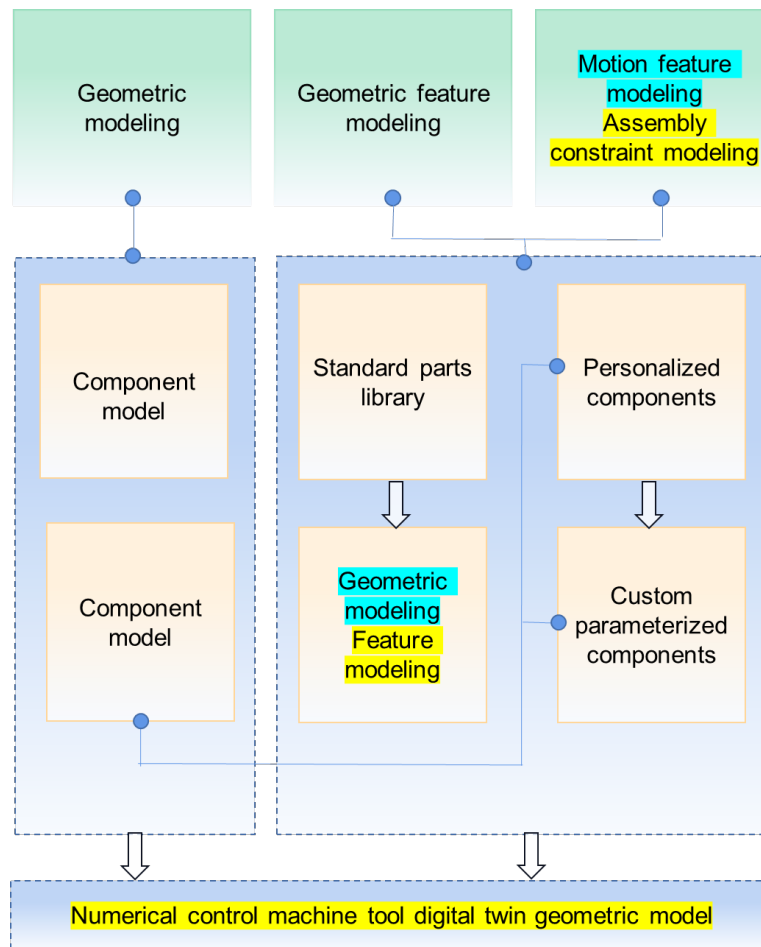 Geometric
modeling
Geometric feature
modeling
Motion feature
modeling
Assembly
constraint modeling
Component
model
Standard parts
library
Personalized
components
Component
model
Geometric
modeling
Feature
modeling
Custom
parameterized
components
Numerical control machine tool digital twin geometric model